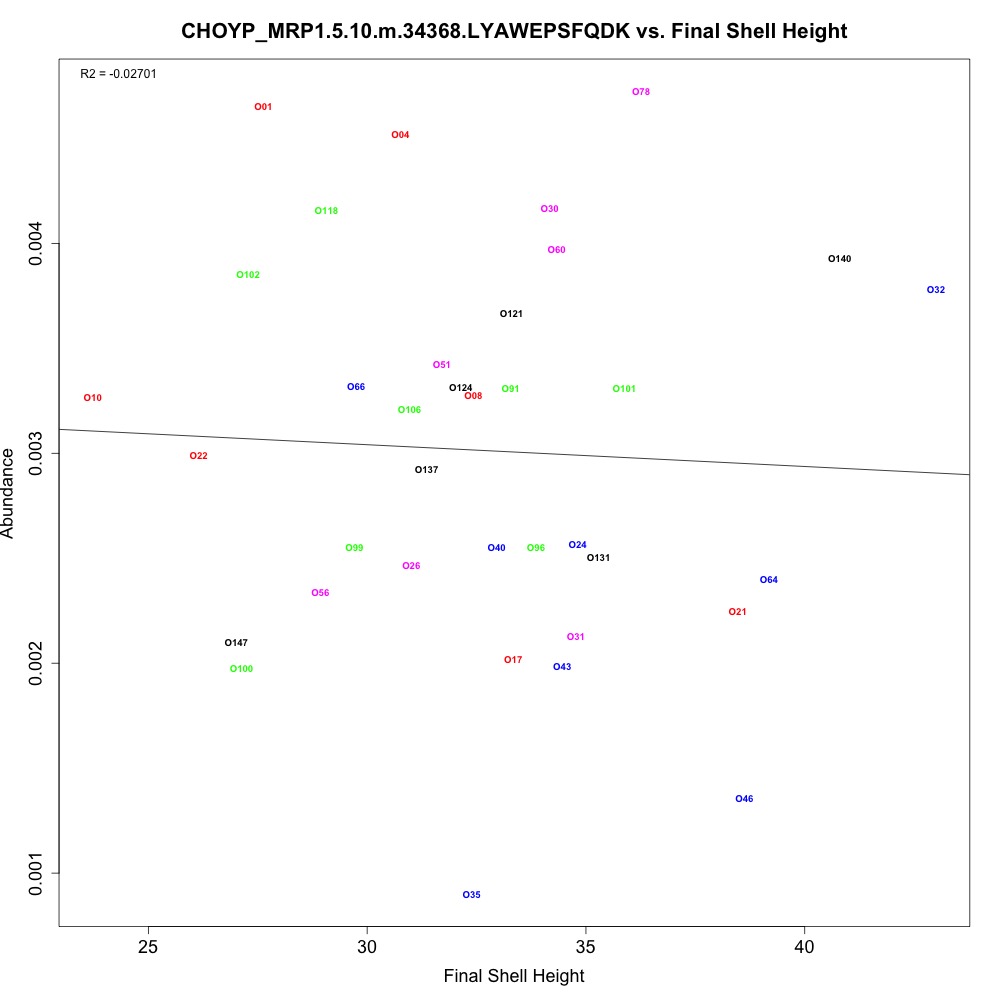 CHOYP_MRP1.5.10.m.34368.LYAWEPSFQDK vs. Final Shell Height
R2 = -0.02701
O78
O01
O04
O30
O118
O60
O140
O102
O32
O121
O51
O66
O124
O91
O101
O08
O10
O106
O22
O137
O24
O99
O40
O96
O131
O26
O64
O56
O21
O31
O147
O17
O43
O100
O46
O35
0.004
0.003
0.002
0.001
Abundance
25 30 35 40
Final Shell Height